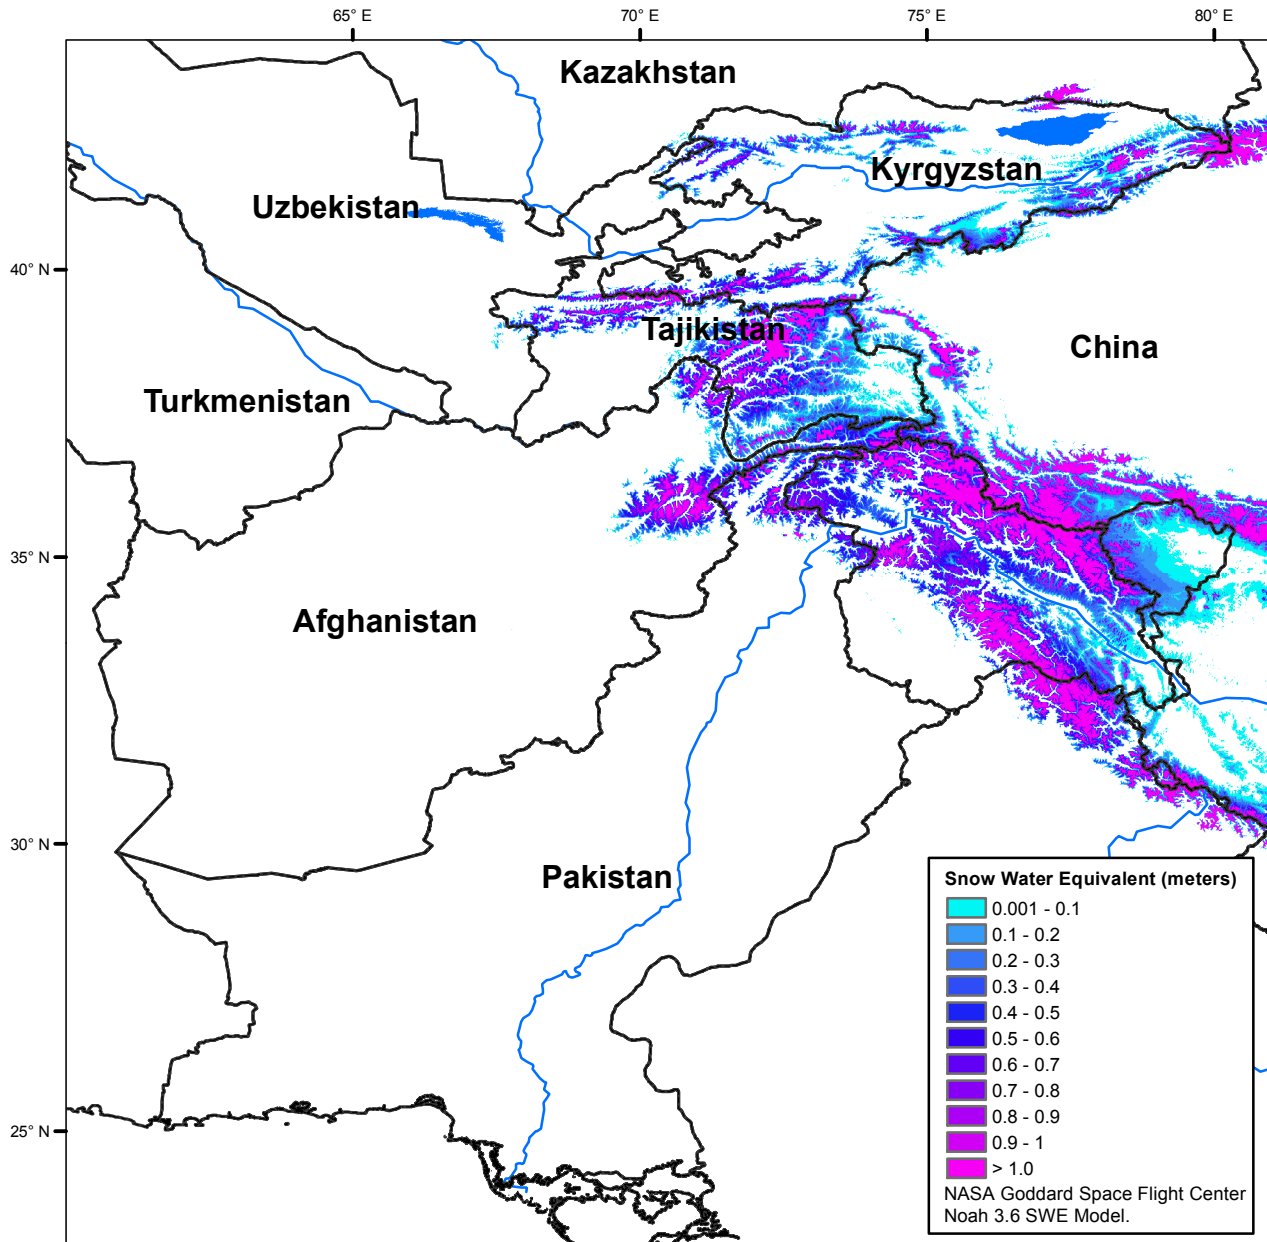 65° E
70° E
75° E
80° E
Kazakhstan
Kyrgyzstan
Uzbekistan
40° N
Tajikistan
China
Turkmenistan
35° N
Afghanistan
30° N
Pakistan
25° N
Snow Water Equivalent (meters)
0.001 - 0.1
0.1 - 0.2
0.2 - 0.3
0.3 - 0.4
0.4 - 0.5
0.5 - 0.6
0.6 - 0.7
0.7 - 0.8
0.8 - 0.9
0.9 - 1
> 1.0
NASA Goddard Space Flight Center
Noah 3.6 SWE Model.